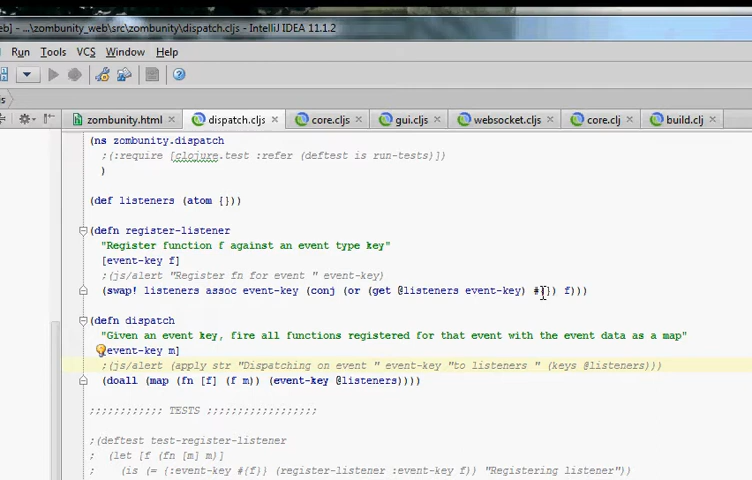 web] - ...\zombunity_web\src\zombunity\dispatch.cljs - IntelliJ IDEA 11.1.2
Run Tools VCS Window Help
zombunity.html dispatch.cljs core.cljs gui.cljs websocket.cljs core.clj build.clj
(ns zombunity.dispatch
;(:require [clojure.test :refer (deftest is run-tests)])
)
(def listeners (atom {}))
(defn register-listener
"Register function f against an event type key"
[event-key f]
;(js/alert "Register fn for event " event-key)
(swap! listeners assoc event-key (conj (or (get @listeners event-key) #{}) f)))
(defn dispatch
"Given an event key, fire all functions registered for that event with the event data as a map"
[event-key m]
;(js/alert (apply str "Dispatching on event " event-key "to listeners " (keys @listeners)))
(doall (map (fn [f] (f m)) (event-key @listeners))))
;;;;;;;;;;;; TESTS ;;;;;;;;;;;;;;;;;;
;(deftest test-register-listener
; (let [f (fn [m] m)]
; (is (= {:event-key #{f}} (register-listener :event-key f)) "Registering listener"))